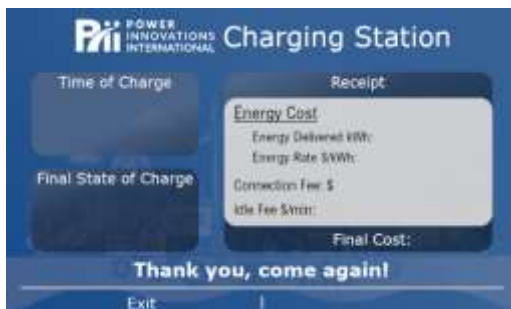 Pii POWER
INNOVATIONS
INTERNATIONAL
Charging Station
Time of Charge
Final State of Charge
Receipt
Energy Cost
Energy Delivered kWh:
Energy Rate $/kWh:
Connection Fee: $
Idle Fee $/min:
Final Cost:
Thank you, come again!
Exit